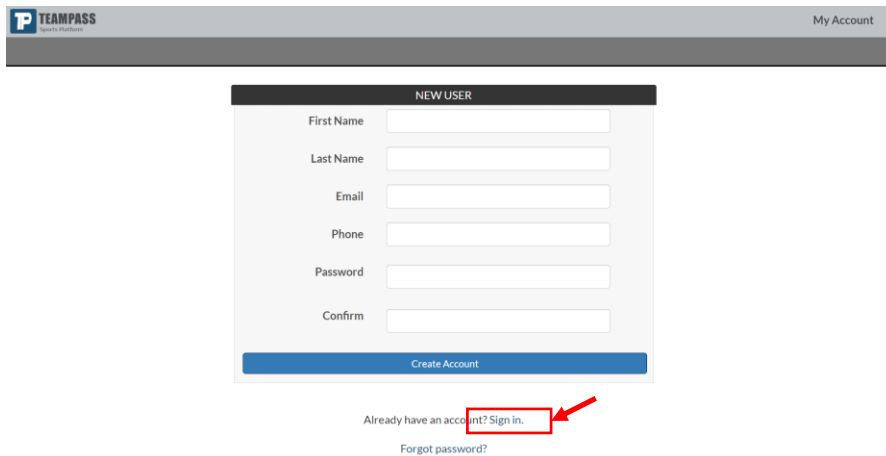 TEAMPASS
Sports Platform
My Account
NEW USER
First Name
Last Name
Email
Phone
Password
Confirm
Create Account
Already have an account? Sign in.
Forgot password?